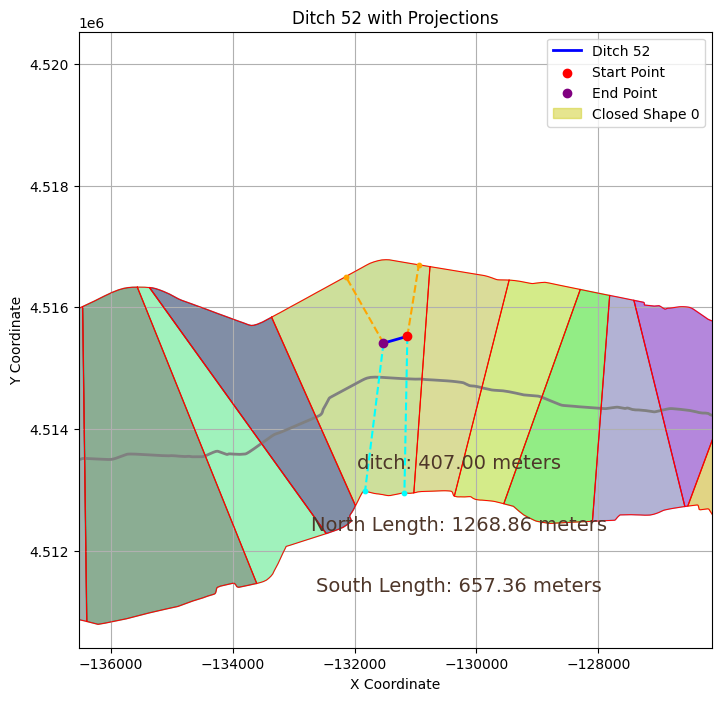 Ditch 52 with Projections
1e6
Ditch 52
Start Point
End Point
Closed Shape 0
4.520
4.518
4.516
4.514
4.512
Y Coordinate
ditch: 407.00 meters
North Length: 1268.86 meters
South Length: 657.36 meters
−136000
−134000
−132000
−130000
−128000
X Coordinate